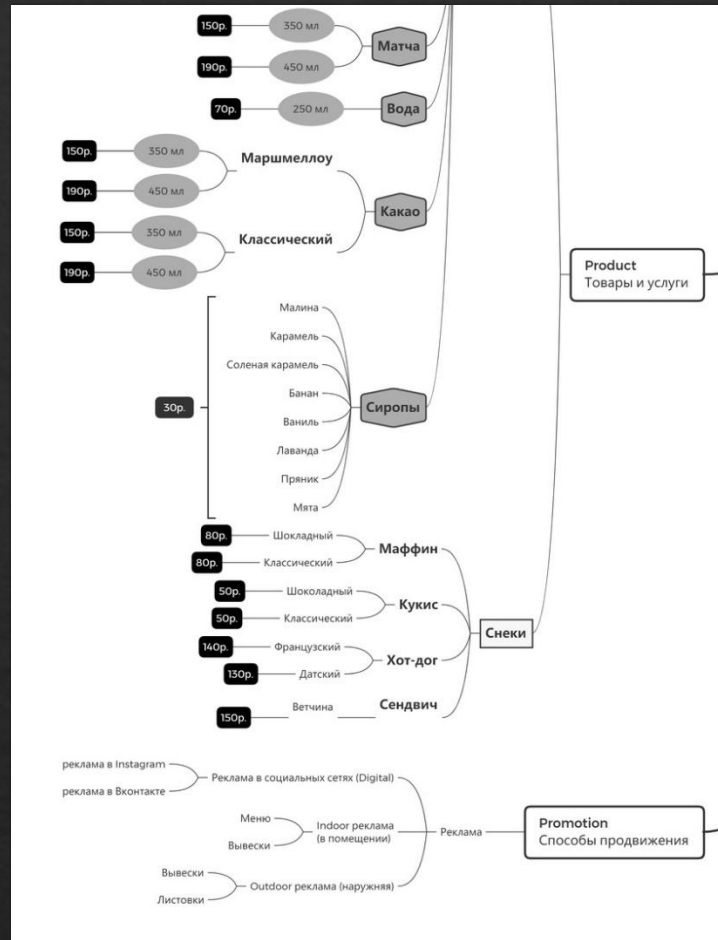 150р. 350 мл
190р. 450 мл
Матча
70р. 250 мл Вода
Маршмеллоу
150р. 350 мл
190р. 450 мл
Какао
Классический
150р. 350 мл
190р. 450 мл
Product
Товары и услуги
Малина
Карамель
Соленая карамель
Банан
30р.
Сиропы
Ваниль
Лаванда
Пряник
Мята
80р. Шокладный
Маффин
80р. Классический
50р. Шоколадный
Кукис
50р. Классический
Снеки
140р. Французский
Хот-дог
130р. Датский
150р. Ветчина Сендвич
реклама в Instagram
Реклама в социальных сетях (Digital)
реклама в Вконтакте
Меню
Indoor реклама
(в помещении)
Вывески
Реклама
Promotion
Способы продвижения
Вывески
Outdoor реклама (наружняя)
Листовки